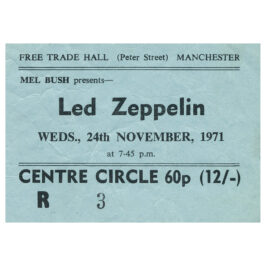 FREE TRADE HALL (Peter Street) MANCHESTER
MEL BUSH presents—
Led Zeppelin
WEDS., 24th NOVEMBER, 1971
at 7-45 p.m.
CENTRE CIRCLE 60p (12/-)
R 3